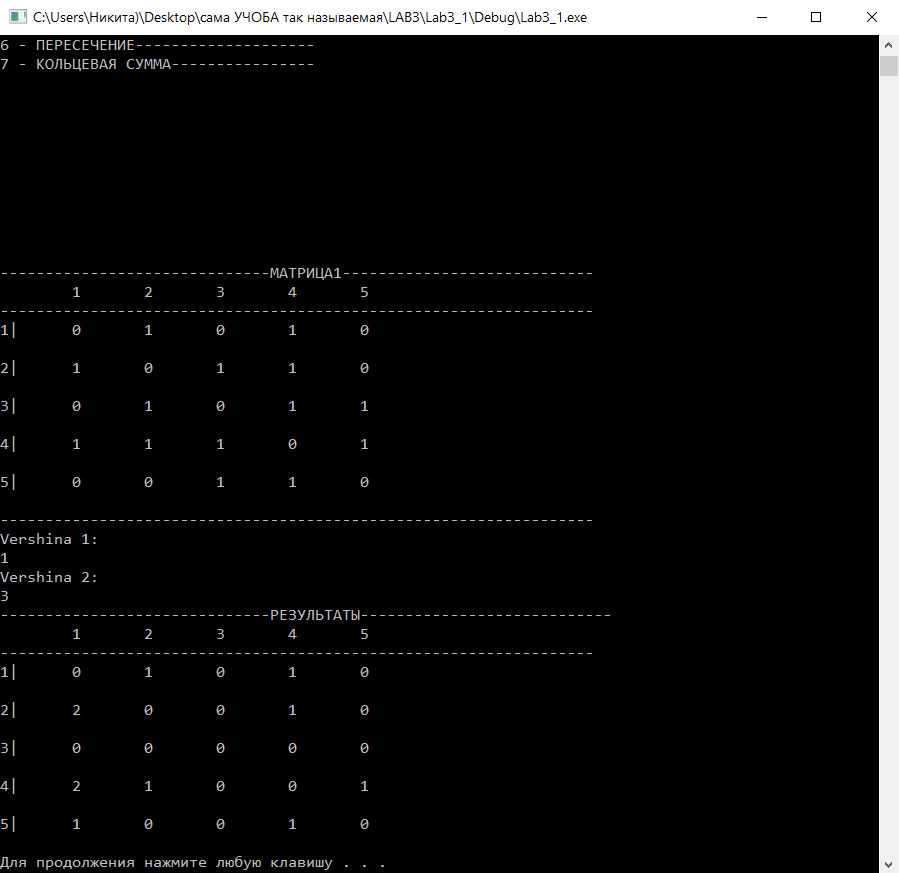 C:\Users\Никита)\Desktop\сама УЧОБА так называемая\LAB3\Lab3_1\Debug\Lab3_1.exe
6 - ПЕРЕСЕЧЕНИЕ--------------------
7 - КОЛЬЦЕВАЯ СУММА----------------
------------------------------МАТРИЦА1----------------------------
1 2 3 4 5
------------------------------------------------------------------
1| 0 1 0 1 0
2| 1 0 1 1 0
3| 0 1 0 1 1
4| 1 1 1 0 1
5| 0 0 1 1 0
------------------------------------------------------------------
Vershina 1:
1
Vershina 2:
3
------------------------------РЕЗУЛЬТАТЫ----------------------------
1 2 3 4 5
------------------------------------------------------------------
1| 0 1 0 1 0
2| 2 0 0 1 0
3| 0 0 0 0 0
4| 2 1 0 0 1
5| 1 0 0 1 0
Для продолжения нажмите любую клавишу . . .